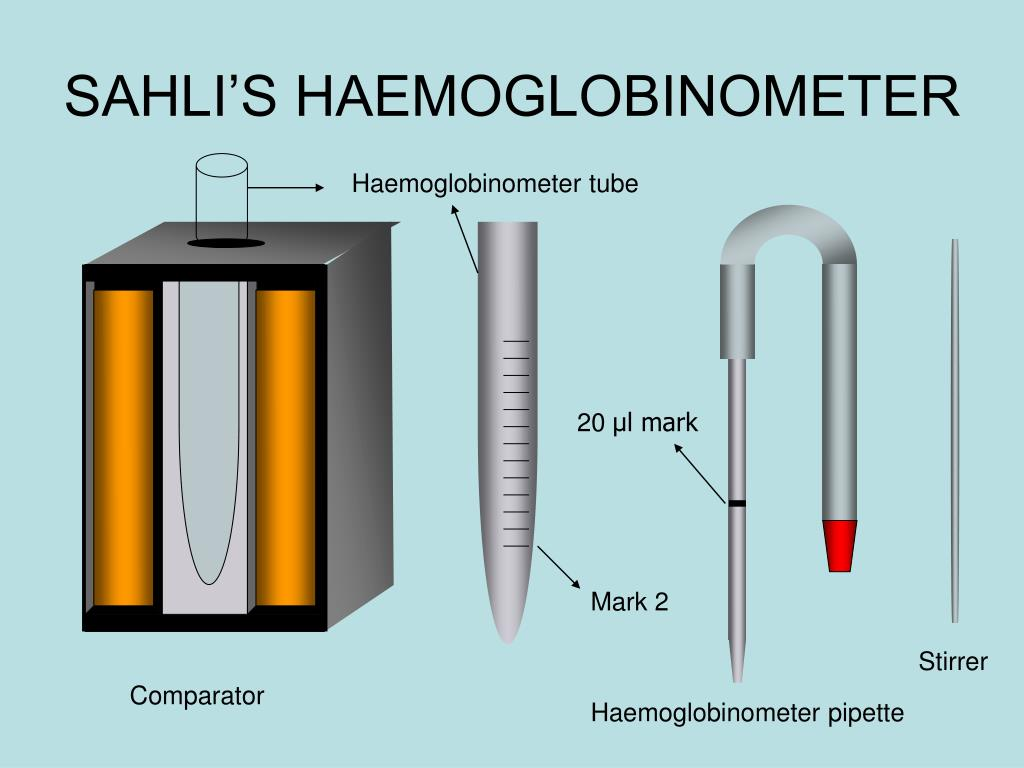 SAHLI’S HAEMOGLOBINOMETER
Haemoglobinometer tube
20 µl mark
Mark 2
Stirrer
Comparator
Haemoglobinometer pipette